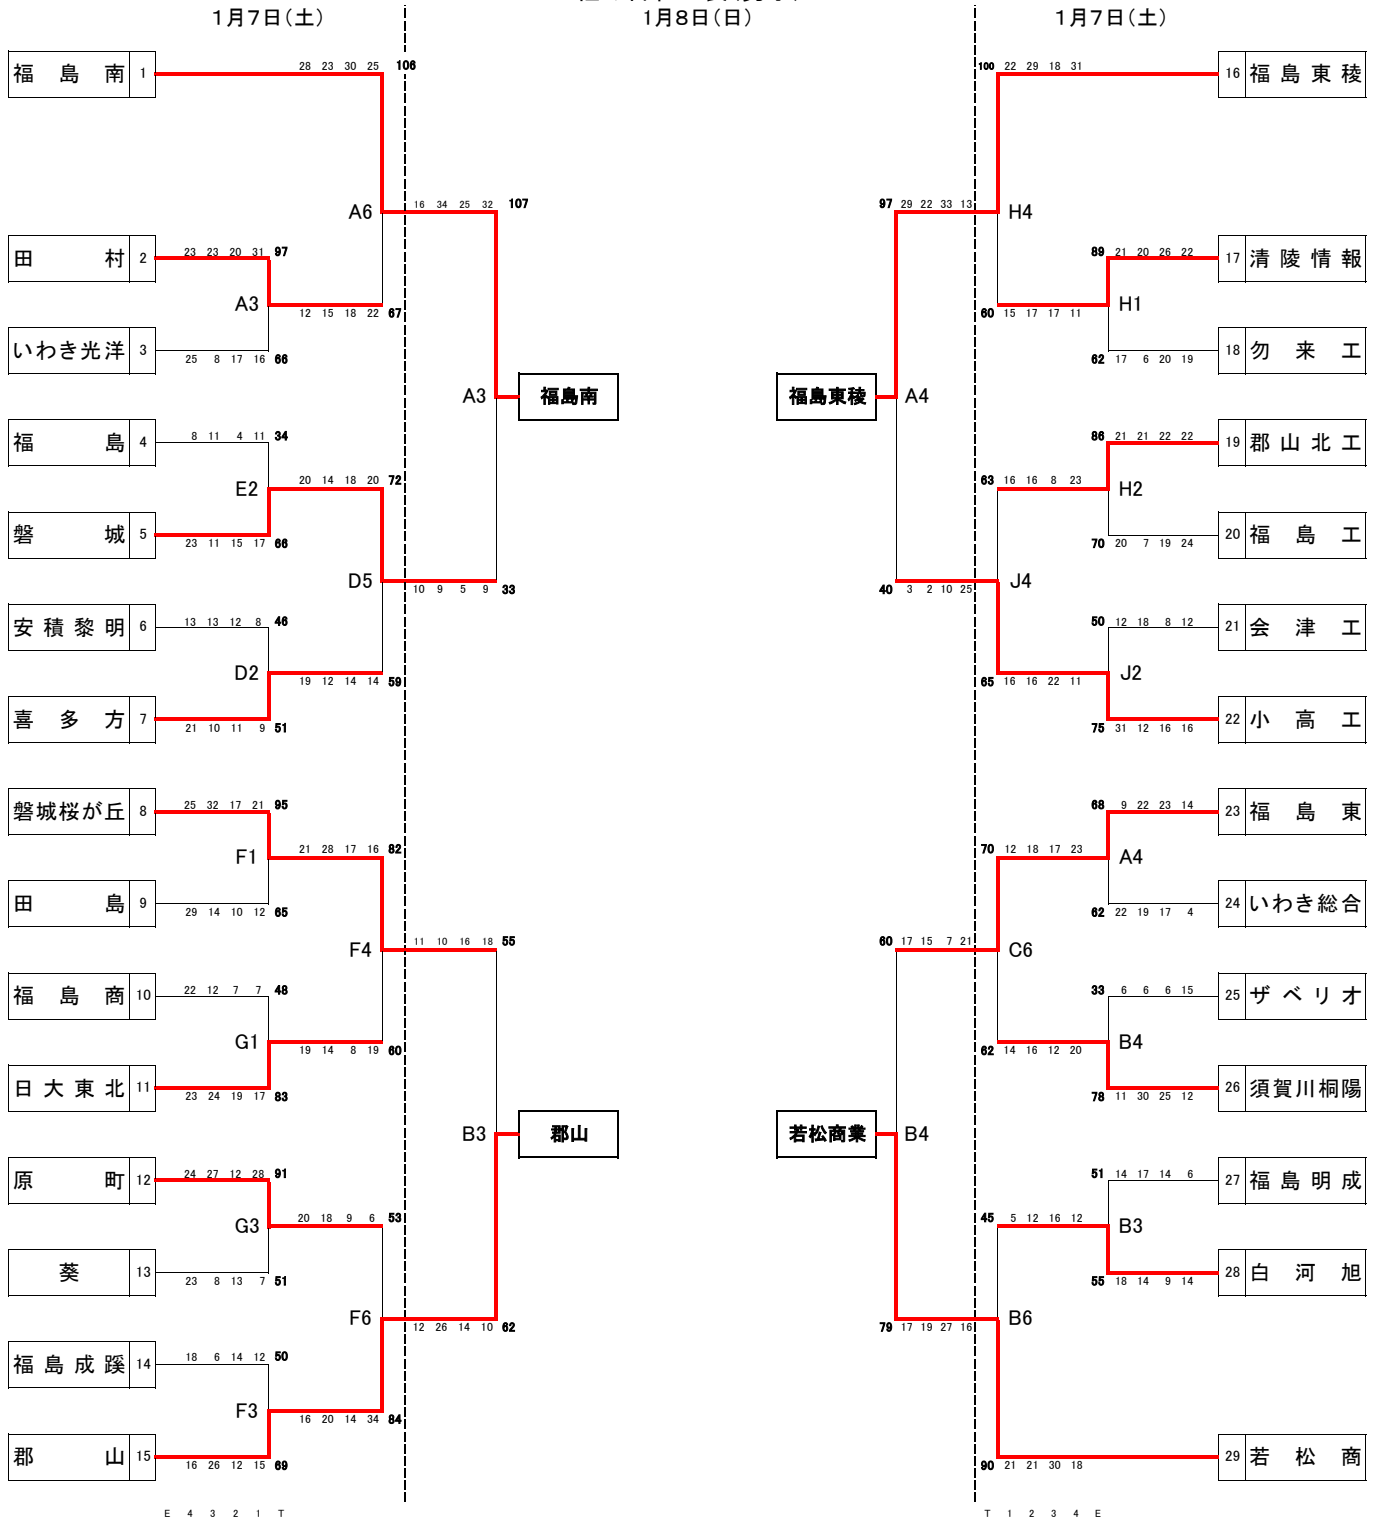 1月7日(土) 1月8日(日) 1月7日(土)
28 23 30 25 106 100 22 29 18 31
福島南 1 16 福島東稜
16 34 25 32 107 97 29 22 33 13
A6 H4
23 23 20 31 97 89 21 20 26 22
田村 2 17 清陵情報
A3 H1
12 15 18 22 67 60 15 17 17 11
いわき光洋 3 18 勿来工
25 8 17 16 66 62 17 6 20 19
A3 福島南 福島東稜 A4
8 11 4 11 34 86 21 21 22 22
福島 4 19 郡山北工
20 14 18 20 72 63 16 16 8 23
E2 H2
磐城 5 20 福島工
23 11 15 17 66 70 20 7 19 24
D5 J4
10 9 5 9 33 40 3 2 10 25
13 13 12 8 46 50 12 18 8 12
安積黎明 6 21 会津工
D2 J2
19 12 14 14 59 65 16 16 22 11
喜多方 7 22 小高工
21 10 11 9 51 75 31 12 16 16
25 32 17 21 95 68 9 22 23 14
磐城桜が丘 8 23 福島東
21 28 17 16 82 70 12 18 17 23
F1 A4
田島 9 24 いわき総合
29 14 10 12 65 62 22 19 17 4
11 10 16 18 55 60 17 15 7 21
F4 C6
22 12 7 7 48 33 6 6 6 15
福島商 10 25 ザベリオ
G1 B4
19 14 8 19 60 62 14 16 12 20
日大東北 11 26 須賀川桐陽
23 24 19 17 83 78 11 30 25 12
B3 郡山 若松商業 B4
24 27 12 28 91 51 14 17 14 6
原町 12 27 福島明成
20 18 9 6 53 45 5 12 16 12
G3 B3
葵 13 28 白河旭
23 8 13 7 51 55 18 14 9 14
F6 B6
12 26 14 10 62 79 17 19 27 16
18 6 14 12 50
福島成蹊 14
F3
16 20 14 34 84
郡山 15 29 若松商
16 26 12 15 69 90 21 21 30 18
E 4 3 2 1 T T 1 2 3 4 E